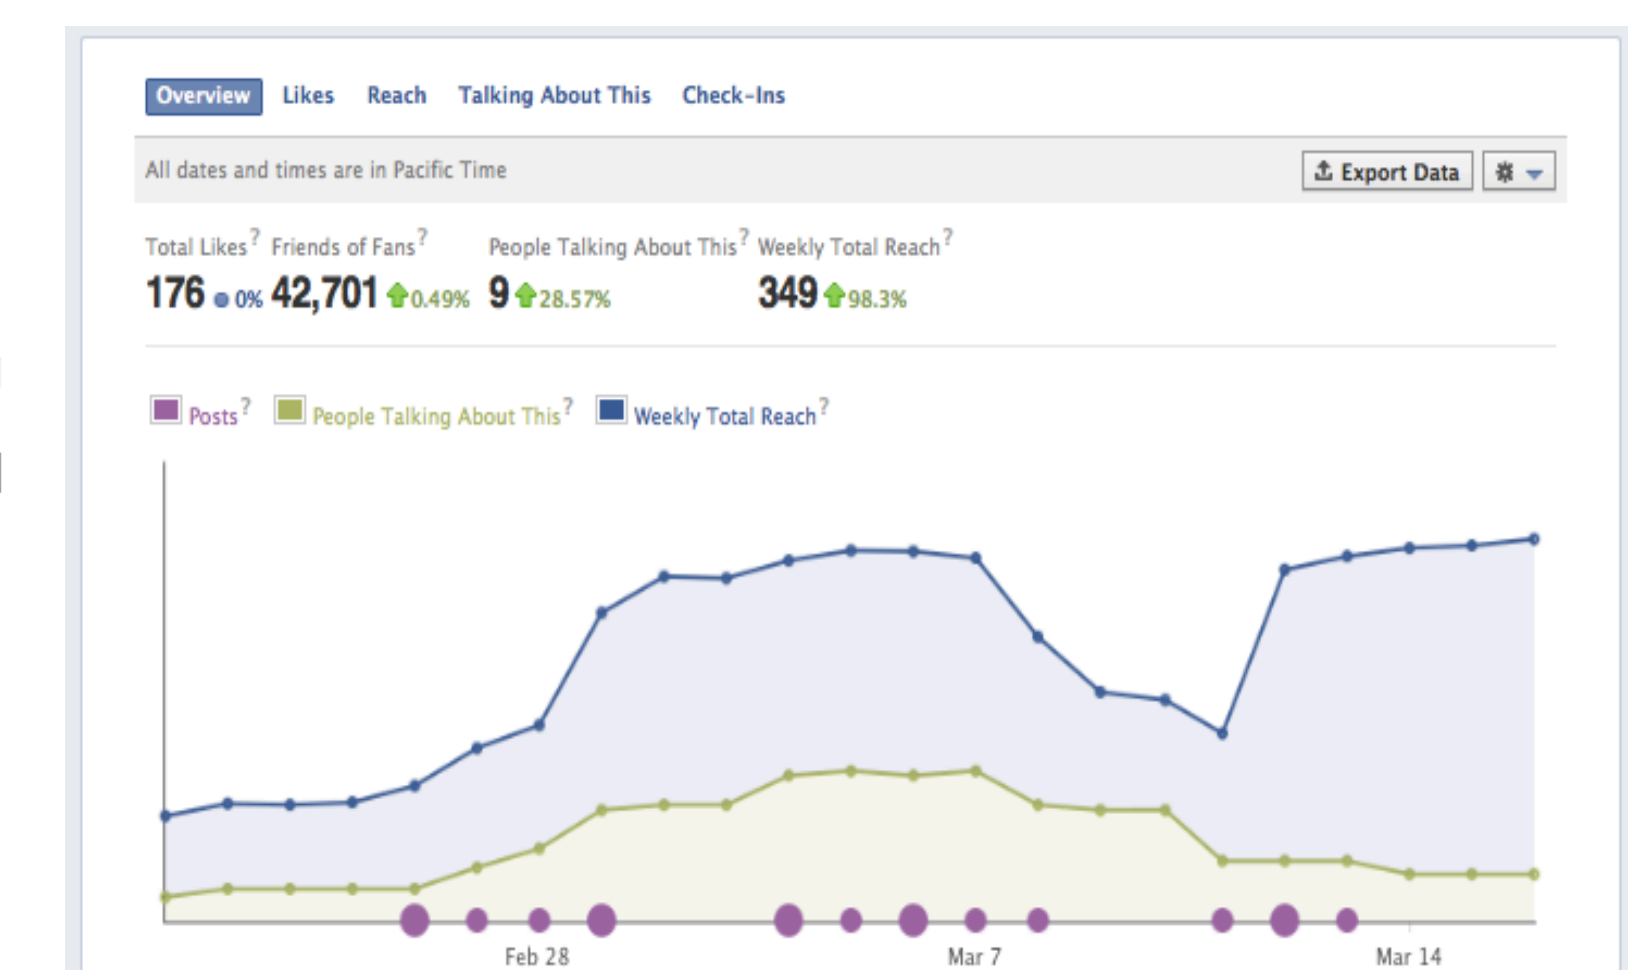 Overview Likes Reach Talking About This Check-Ins
All dates and times are in Pacific Time Export Data
Total Likes? Friends of Fans? People Talking About This? Weekly Total Reach?
176 0% 42,701 0.49% 9 28.57% 349 98.3%
Posts? People Talking About This? Weekly Total Reach?
Feb 28 Mar 7 Mar 14